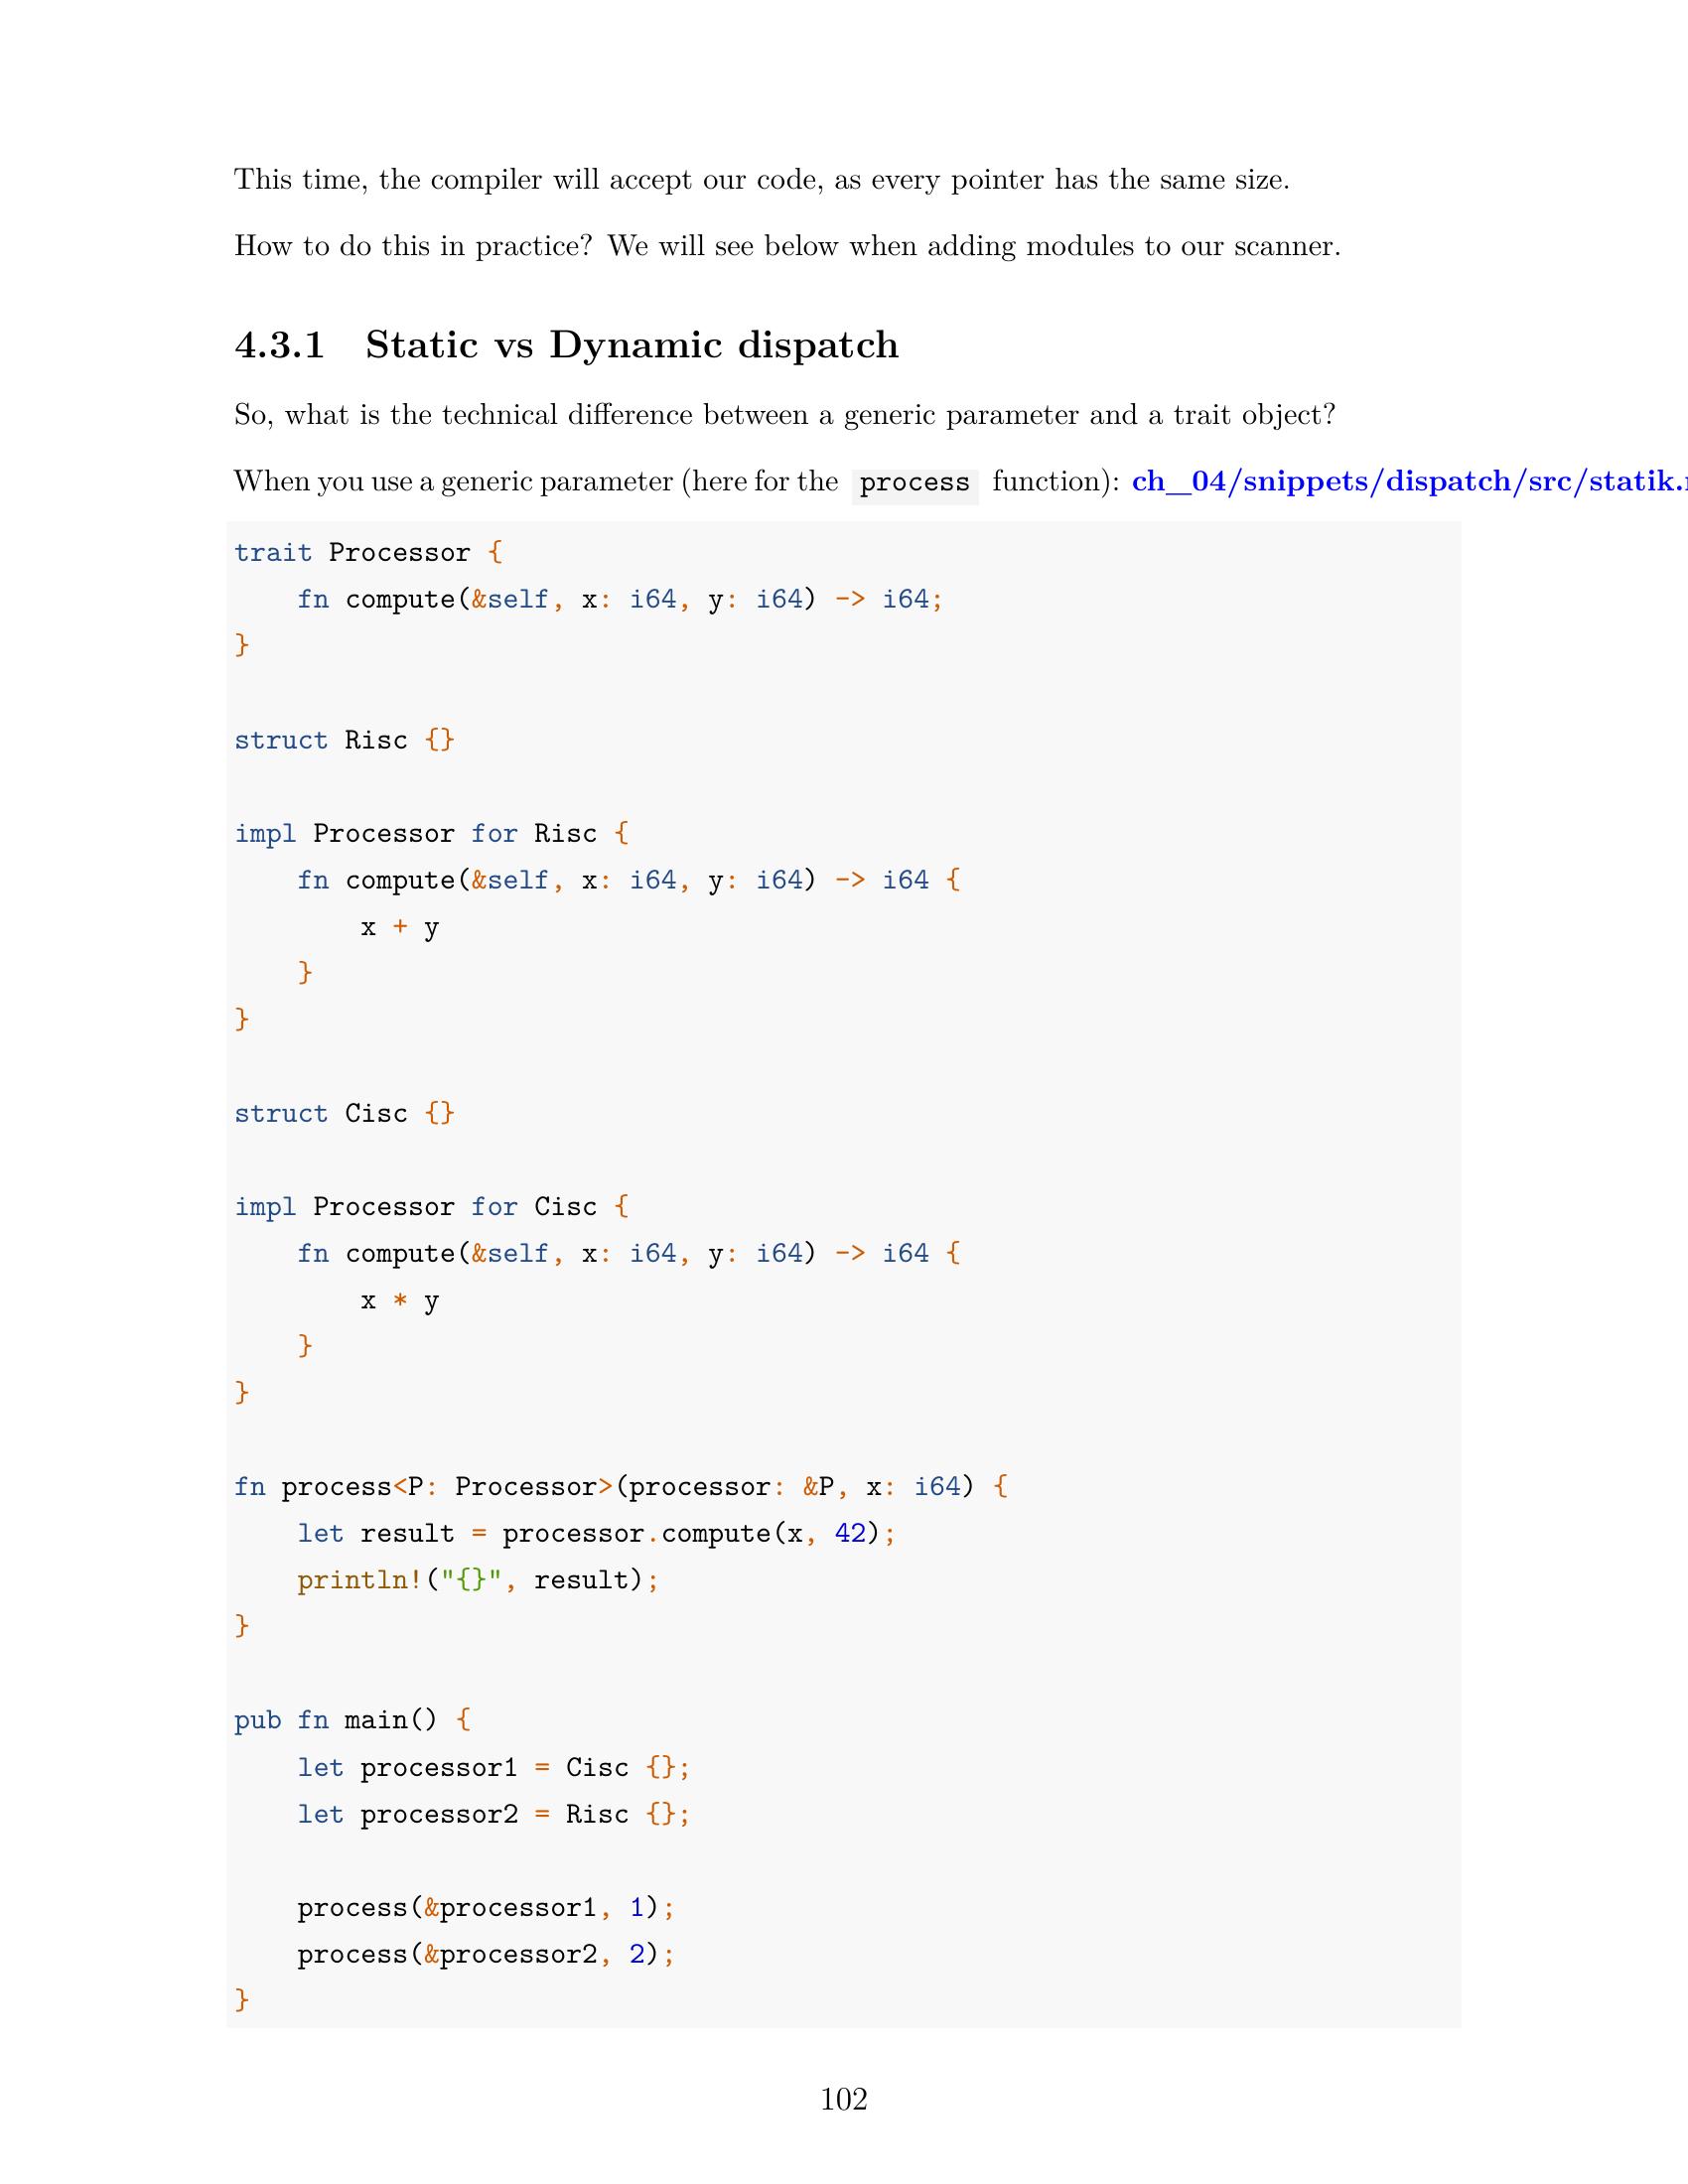 This time, the compiler will accept our code, as every pointer has the same size.
How to do this in practice? We will see below when adding modules to our scanner.
4.3.1 Static vs Dynamic dispatch
So, what is the technical difference between a generic parameter and a trait object?
When you use a generic parameter (here for the process function): ch_04/snippets/dispatch/src/statik.
trait Processor {
    fn compute(&self, x: i64, y: i64) -> i64;
}
struct Risc {}
impl Processor for Risc {
    fn compute(&self, x: i64, y: i64) -> i64 {
        x + y
    }
}
struct Cisc {}
impl Processor for Cisc {
    fn compute(&self, x: i64, y: i64) -> i64 {
        x * y
    }
}
fn process<P: Processor>(processor: &P, x: i64) {
    let result = processor.compute(x, 42);
    println!("{}", result);
}
pub fn main() {
    let processor1 = Cisc {};
    let processor2 = Risc {};
    process(&processor1, 1);
    process(&processor2, 2);
}
102